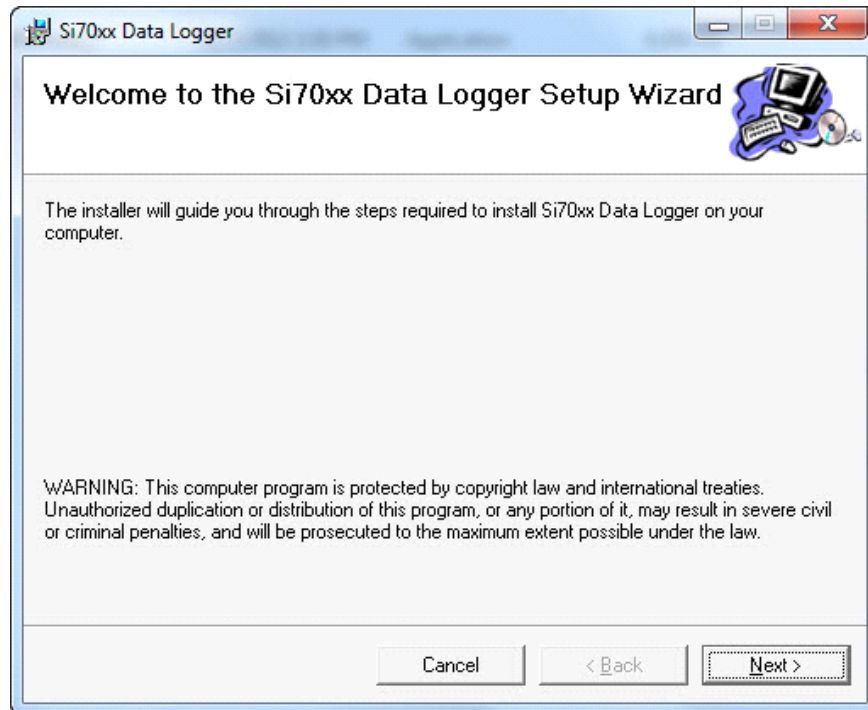 Si70xx Data Logger
Welcome to the Si70xx Data Logger Setup Wizard
The installer will guide you through the steps required to install Si70xx Data Logger on your
computer.
WARNING: This computer program is protected by copyright law and international treaties.
Unauthorized duplication or distribution of this program, or any portion of it, may result in severe civil
or criminal penalties, and will be prosecuted to the maximum extent possible under the law.
Cancel
< Back
Next >